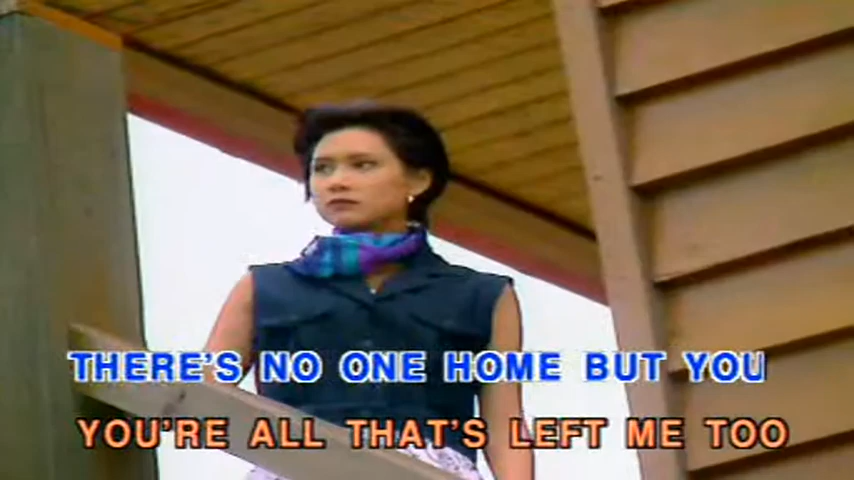 THERE'S NO ONE HOME BUT YOU
YOU'RE ALL THAT'S LEFT ME TOO